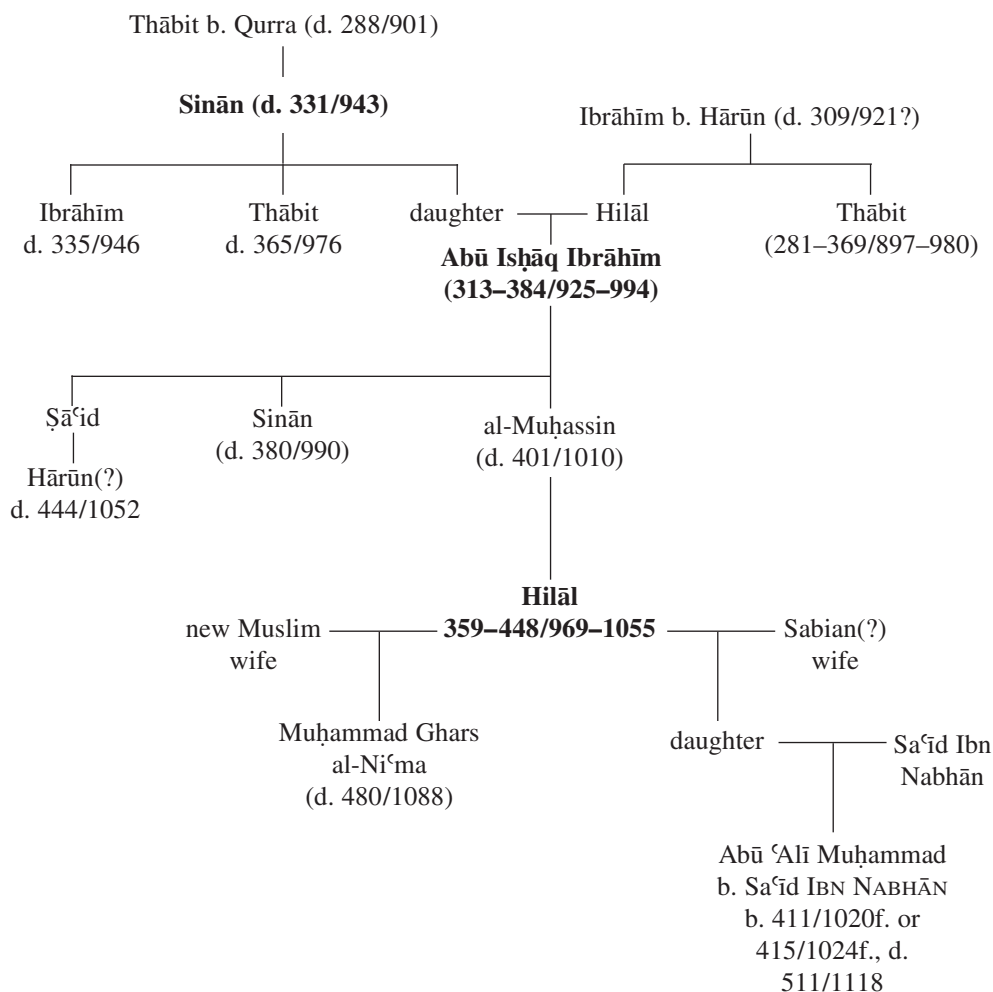 Thābit b. Qurra (d. 288/901)
Sinān (d. 331/943)
Ibrāhīm b. Hārūn (d. 309/921?)
Ibrāhīm
d. 335/946
Thābit
d. 365/976
daughter
Hilāl
Thābit
(281–369/897–980)
Abū Isḥāq Ibrāhīm
(313–384/925–994)
Ṣāʿid
Sinān
(d. 380/990)
al-Muḥassin
(d. 401/1010)
Hārūn(?)
d. 444/1052
Hilāl
359–448/969–1055
new Muslim
wife
Sabian(?)
wife
Muḥammad Ghars
al-Niʿma
(d. 480/1088)
daughter
Saʿīd Ibn
Nabhān
Abū ʿAlī Muḥammad
b. Saʿīd IBN NABHĀN
b. 411/1020f. or
415/1024f., d.
511/1118